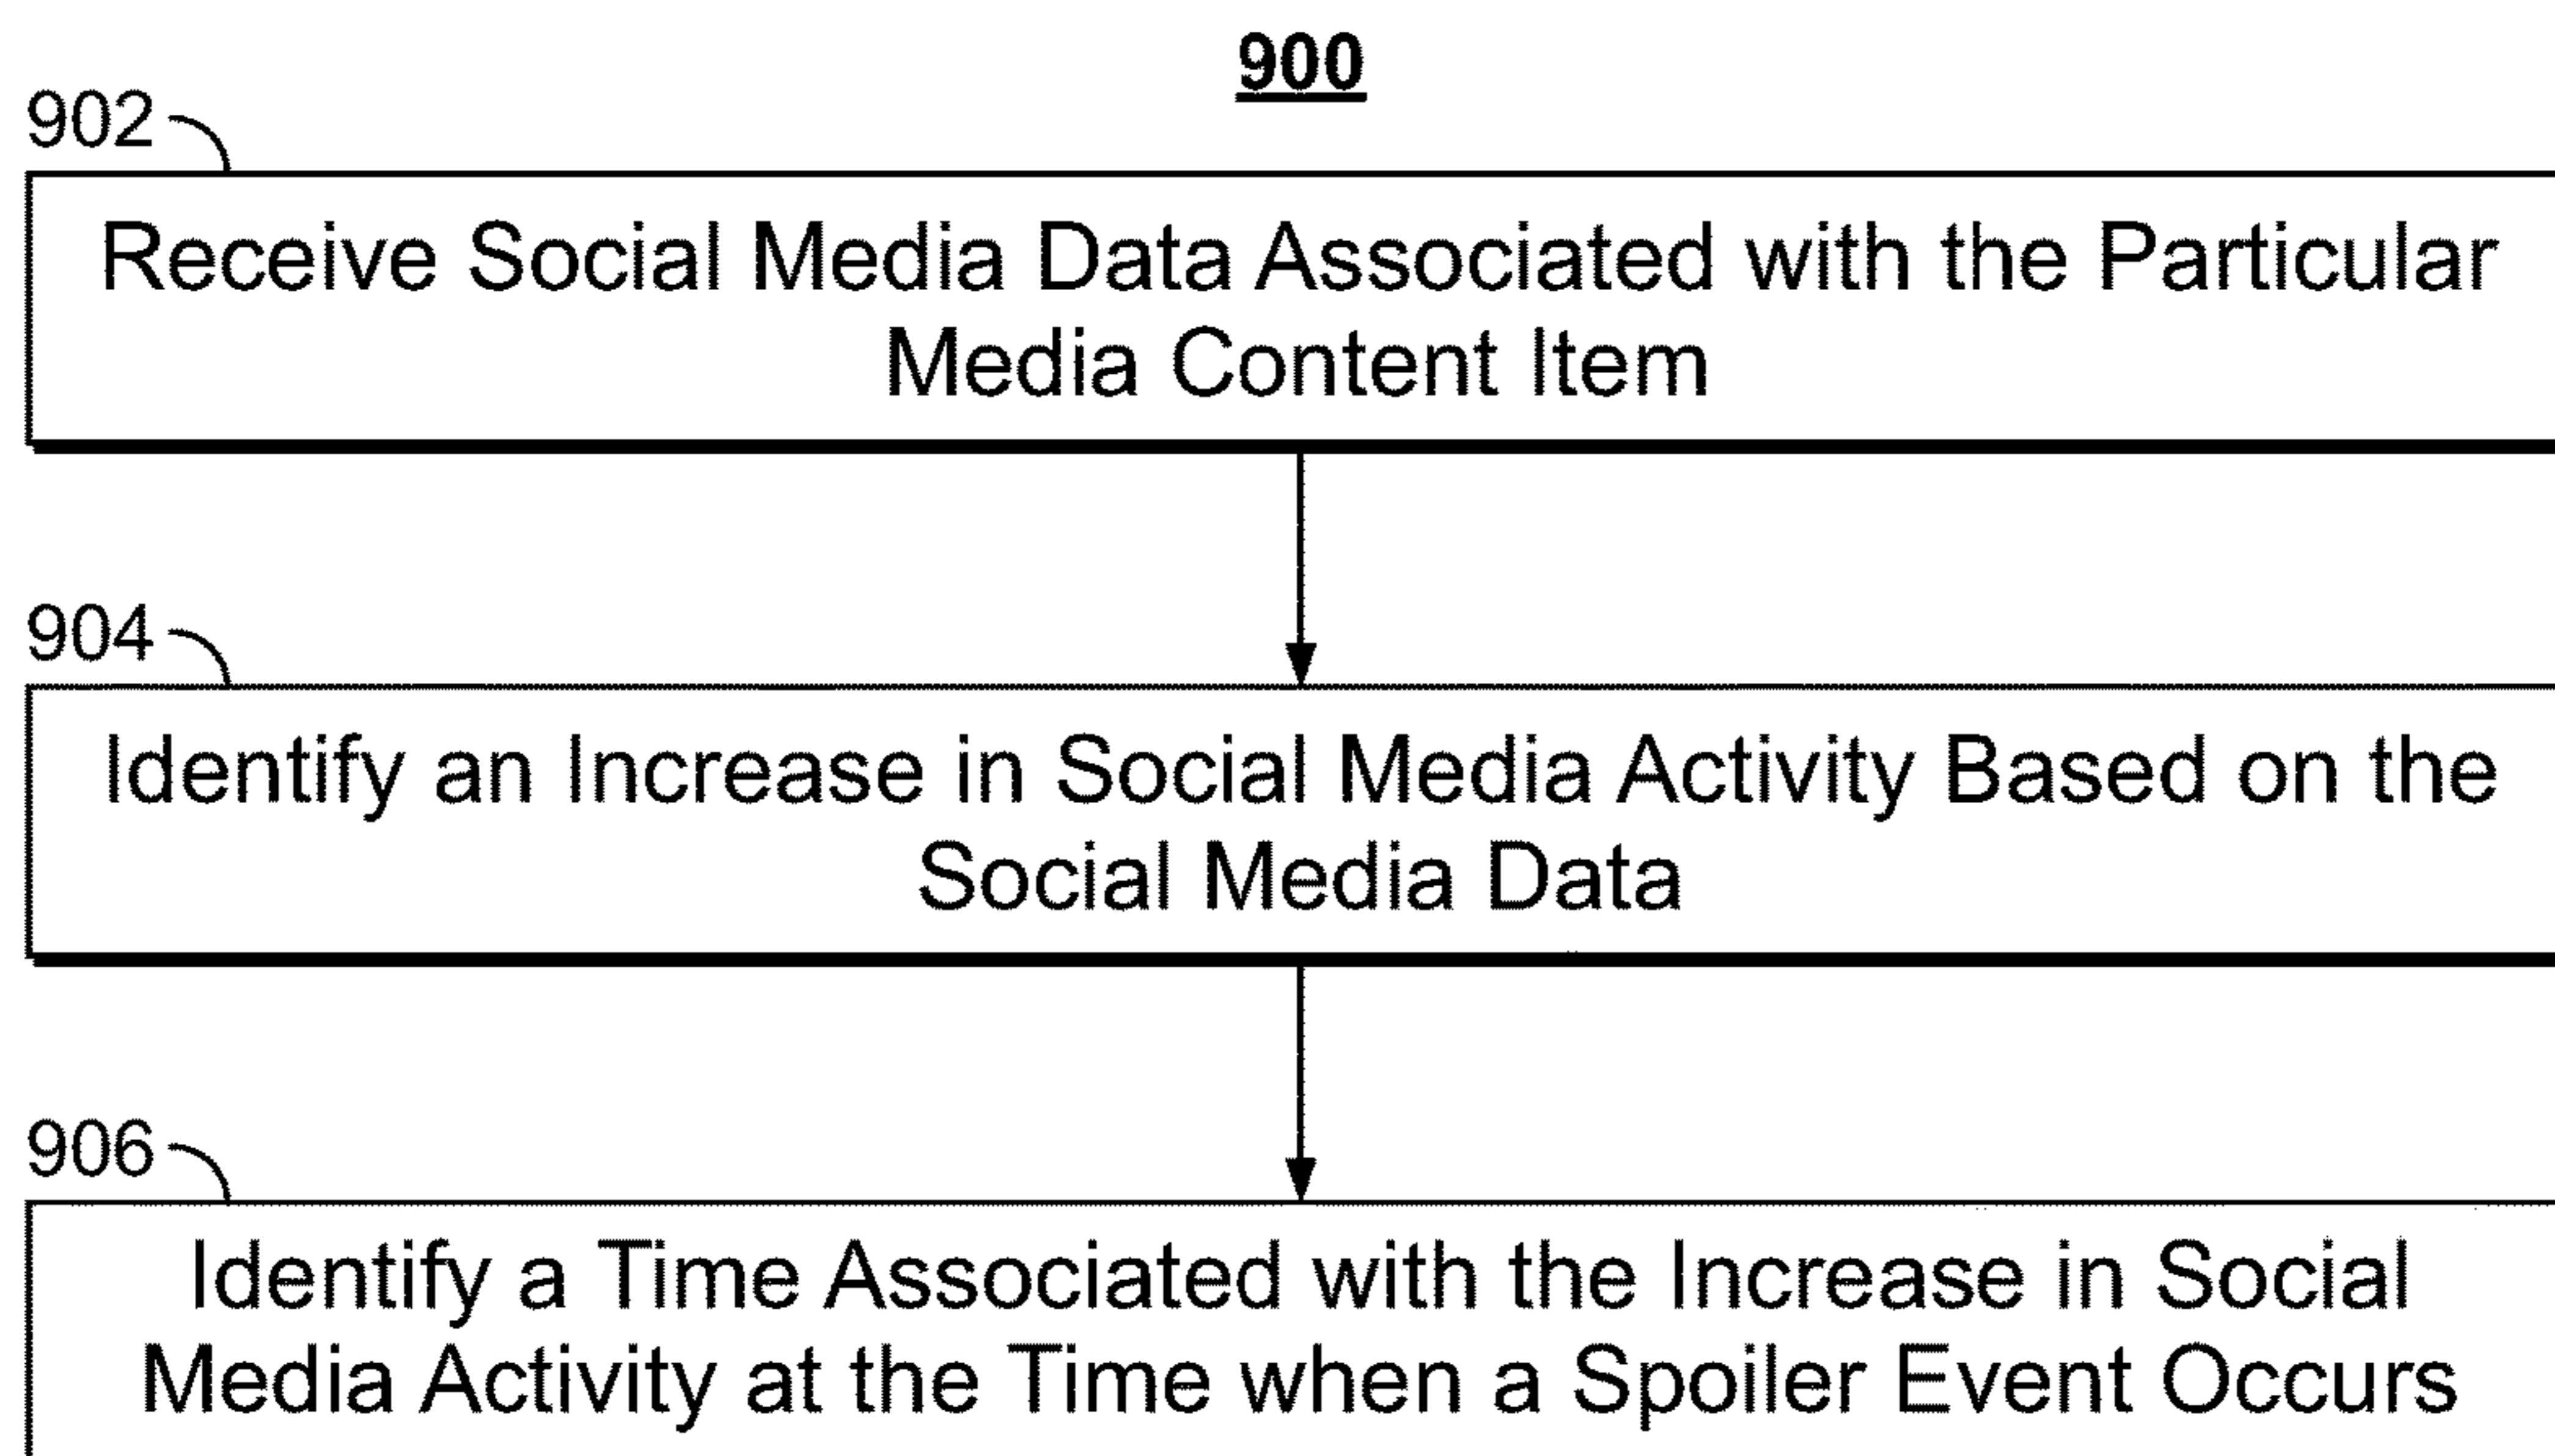 900
902
Receive Social Media Data Associated with the Particular
Media Content Item
904
Identify an Increase in Social Media Activity Based on the
Social Media Data
906
Identify a Time Associated with the Increase in Social
Media Activity at the Time when a Spoiler Event Occurs